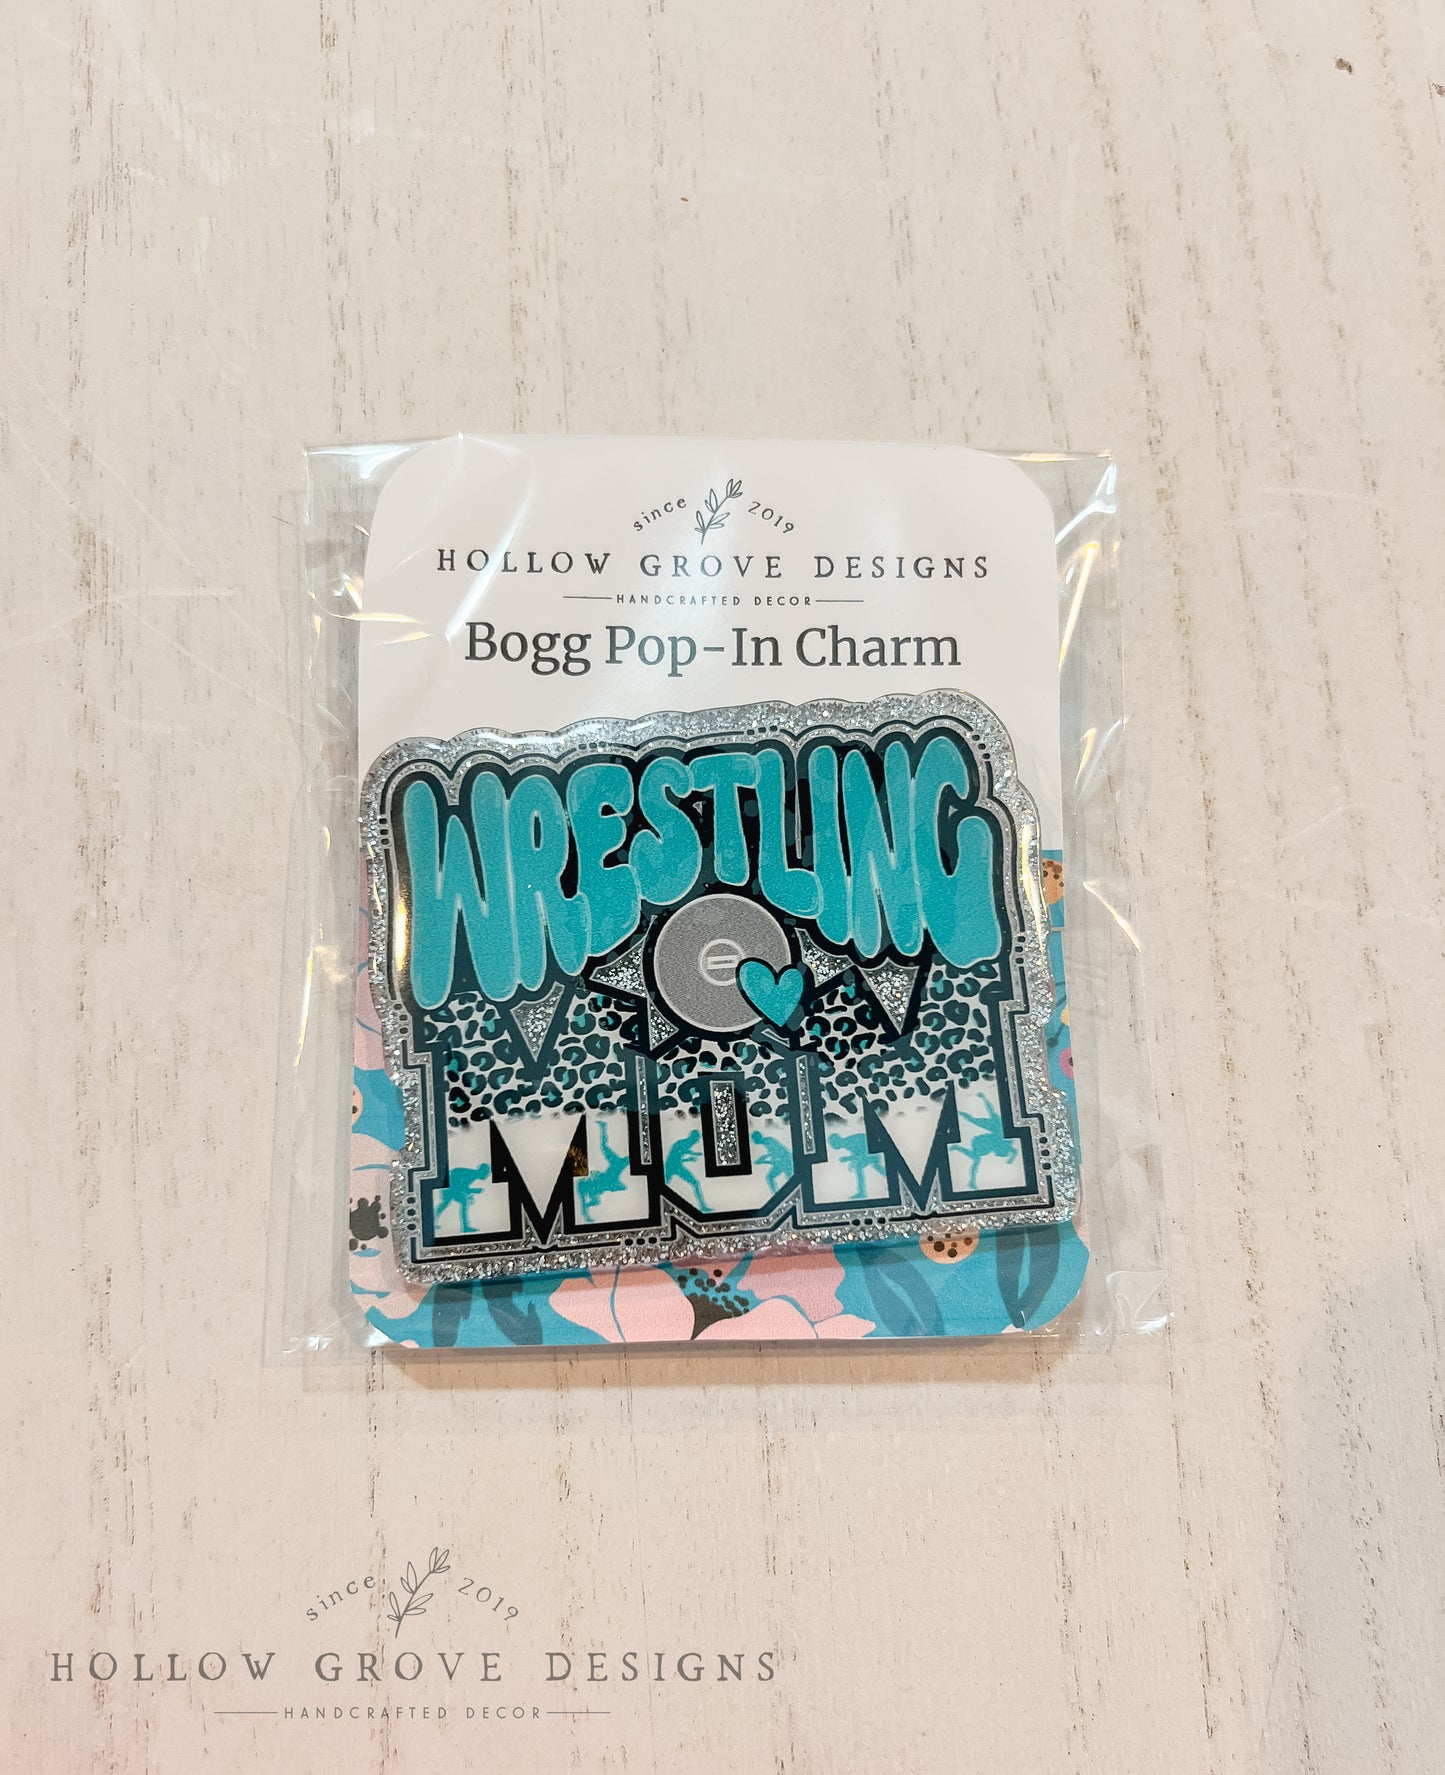 since 2019
HOLLOW GROVE DESIGNS
HANDCRAFTED DECOR
Bogg Pop-In Charm
WRESTLING
MOM
since 2019
HOLLOW GROVE DESIGNS
HANDCRAFTED DECOR